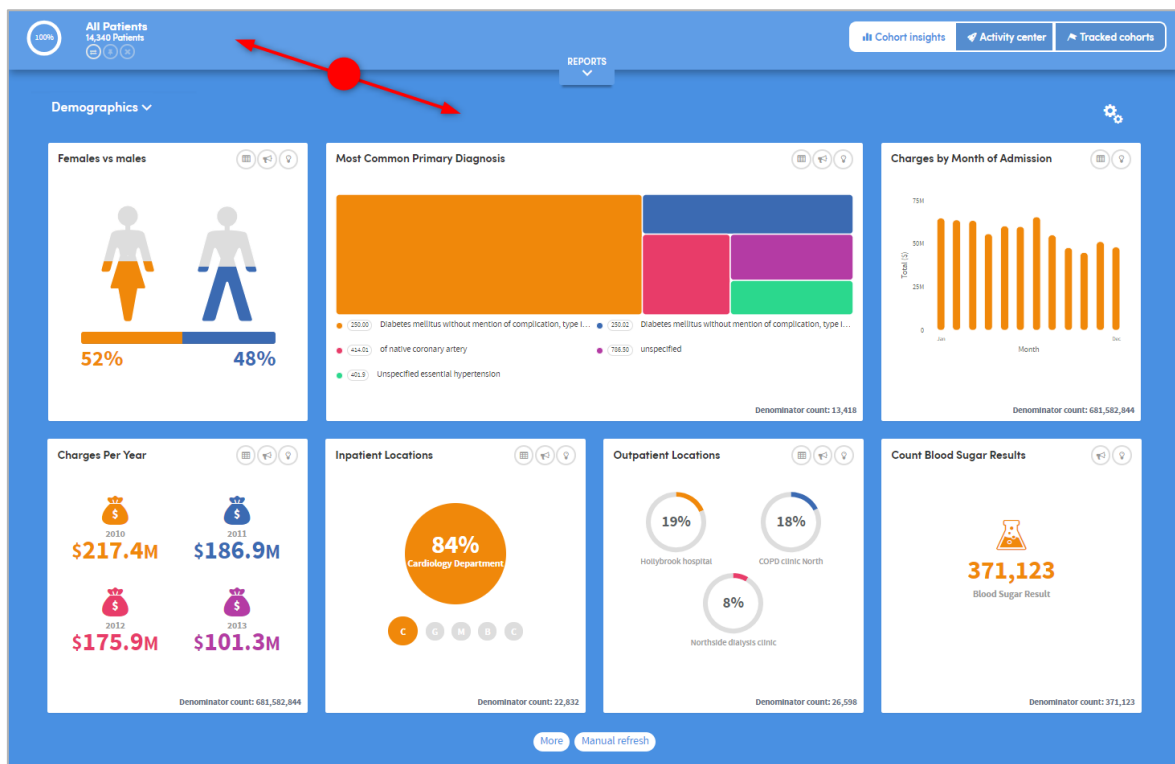 100%
All Patients
14,340 Patients
Cohort insights
Activity center
Tracked cohorts
REPORTS
Demographics
Females vs males
52%
48%
Most Common Primary Diagnosis
250.00 Diabetes mellitus without mention of complication, type I...
250.02 Diabetes mellitus without mention of complication, type I...
414.01 of native coronary artery
786.50 unspecified
401.9 Unspecified essential hypertension
Denominator count: 13,418
Charges by Month of Admission
75M
50M
25M
0
Total ($)
Jan
Dec
Month
Denominator count: 681,582,844
Charges Per Year
$
2010
$217.4M
$
2011
$186.9M
$
2012
$175.9M
$
2013
$101.3M
Denominator count: 681,582,844
Inpatient Locations
84%
Cardiology Department
C G M B C
Denominator count: 22,832
Outpatient Locations
19%
Hollybrook hospital
18%
COPD clinic North
8%
Northside dialysis clinic
Denominator count: 26,598
Count Blood Sugar Results
371,123
Blood Sugar Result
Denominator count: 371,123
More
Manual refresh